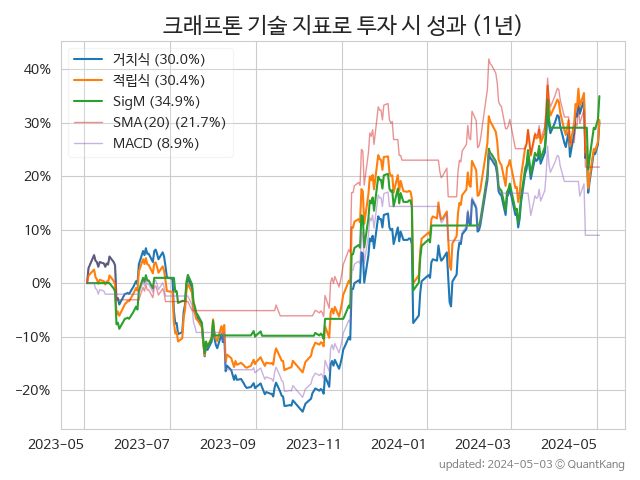 크래프톤 기술 지표로 투자 시 성과 (1년)
거치식 (30.0%)
적립식 (30.4%)
SigM (34.9%)
SMA(20) (21.7%)
MACD (8.9%)
40%
30%
20%
10%
0%
−10%
−20%
2023-05
2023-07
2023-09
2023-11
2024-01
2024-03
2024-05
updated: 2024-05-03 ⓒ QuantKang